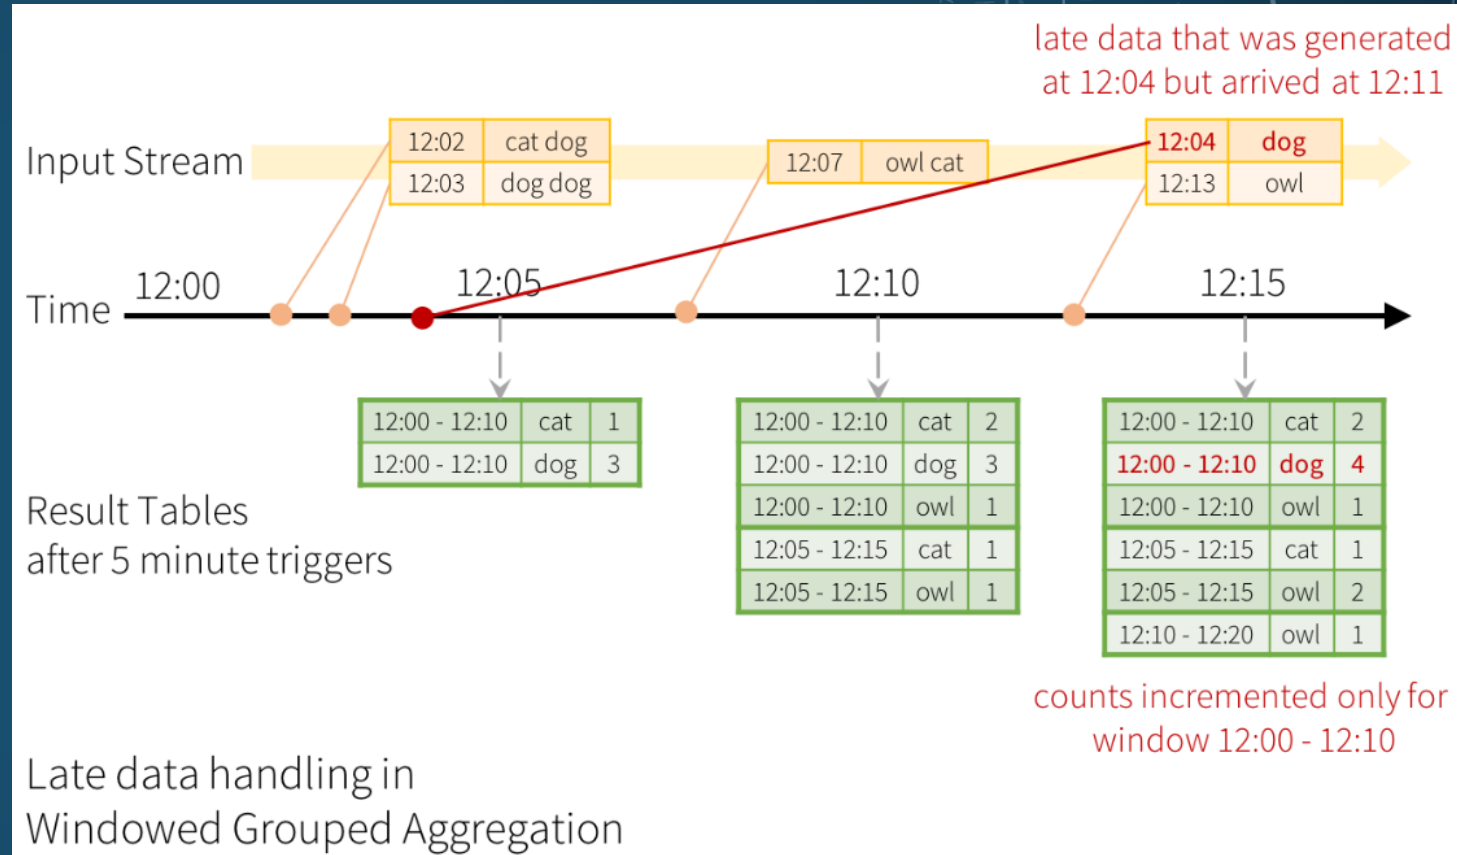 late data that was generated
at 12:04 but arrived at 12:11
Input Stream
12:02 cat dog
12:03 dog dog
12:07 owl cat
12:04 dog
12:13 owl
Time
12:00
12:05
12:10
12:15
12:00 - 12:10 cat 1
12:00 - 12:10 dog 3
12:00 - 12:10 cat 2
12:00 - 12:10 dog 3
12:00 - 12:10 owl 1
12:05 - 12:15 cat 1
12:05 - 12:15 owl 1
12:00 - 12:10 cat 2
12:00 - 12:10 dog 4
12:00 - 12:10 owl 1
12:05 - 12:15 cat 1
12:05 - 12:15 owl 2
12:10 - 12:20 owl 1
Result Tables
after 5 minute triggers
counts incremented only for
window 12:00 - 12:10
Late data handling in
Windowed Grouped Aggregation